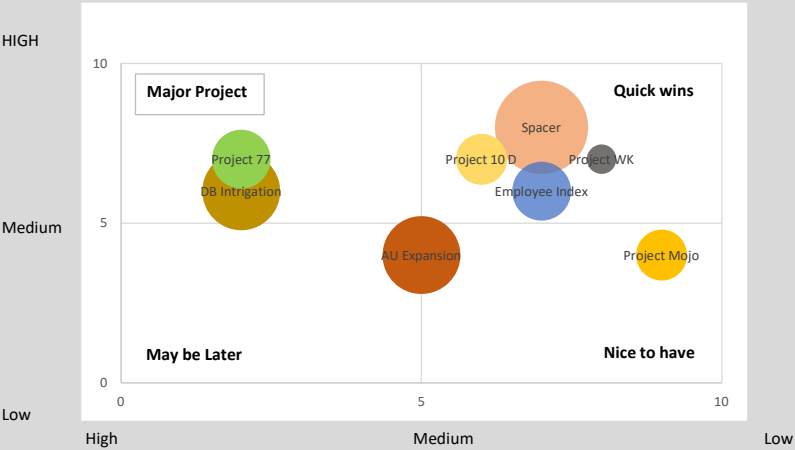 HIGH
10
Major Project
Quick wins
Spacer
Project 77
Project 10 D
Project WK
DB Intrigation
Employee Index
Medium
5
AU Expansion
Project Mojo
May be Later
Nice to have
0
0
5
10
Low
High
Medium
Low